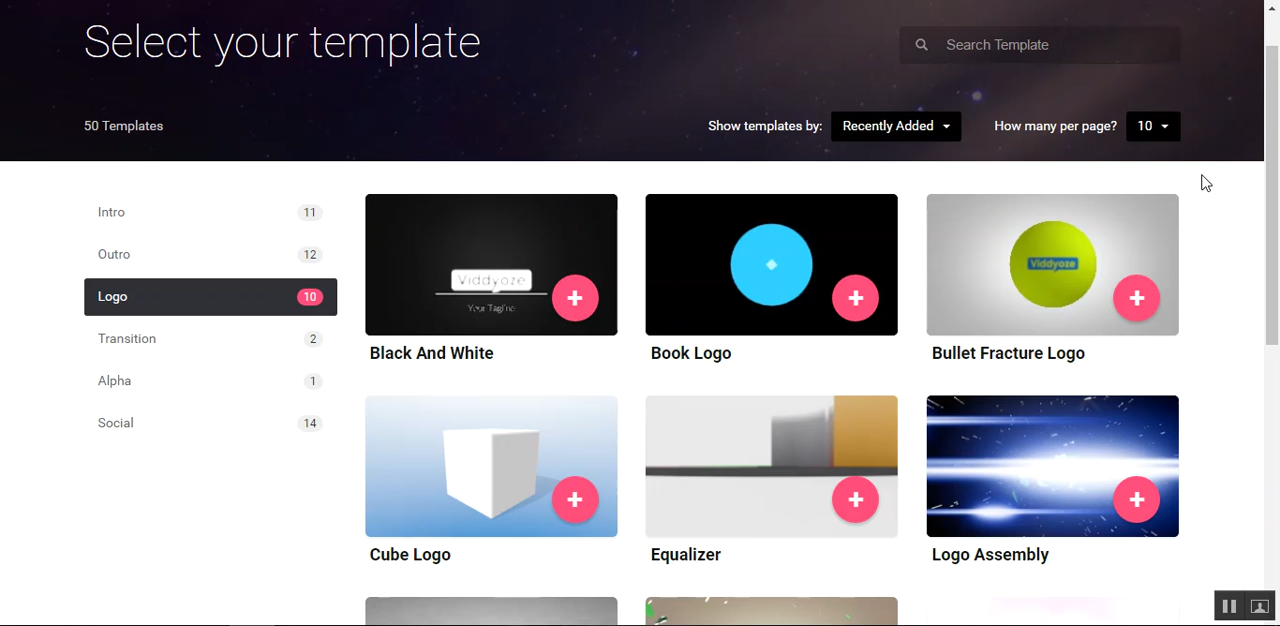 Select your template
Search Template
50 Templates
Show templates by:
Recently Added
How many per page?
10
Intro 11
Outro 12
Logo 10
Transition 2
Alpha 1
Social 14
Viddyoze
Your Tagline
Viddyoze
Black And White
Book Logo
Bullet Fracture Logo
Cube Logo
Equalizer
Logo Assembly